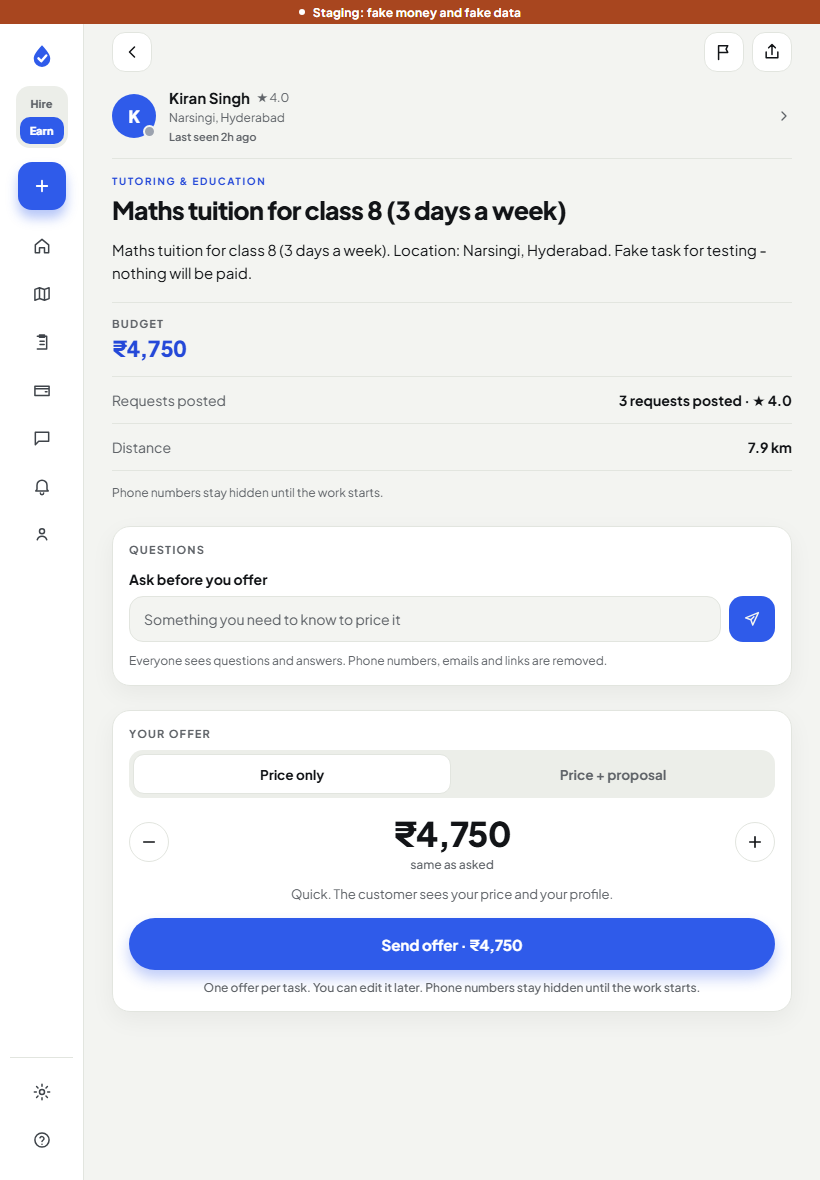 Staging: fake money and fake data
Hire
Earn
Kiran Singh ★ 4.0
Narsingi, Hyderabad
Last seen 2h ago
K
TUTORING & EDUCATION
Maths tuition for class 8 (3 days a week)
Maths tuition for class 8 (3 days a week). Location: Narsingi, Hyderabad. Fake task for testing -
nothing will be paid.
BUDGET
₹4,750
Requests posted 3 requests posted · ★ 4.0
Distance 7.9 km
Phone numbers stay hidden until the work starts.
QUESTIONS
Ask before you offer
Something you need to know to price it
Everyone sees questions and answers. Phone numbers, emails and links are removed.
YOUR OFFER
Price only Price + proposal
₹4,750
same as asked
Quick. The customer sees your price and your profile.
Send offer · ₹4,750
One offer per task. You can edit it later. Phone numbers stay hidden until the work starts.